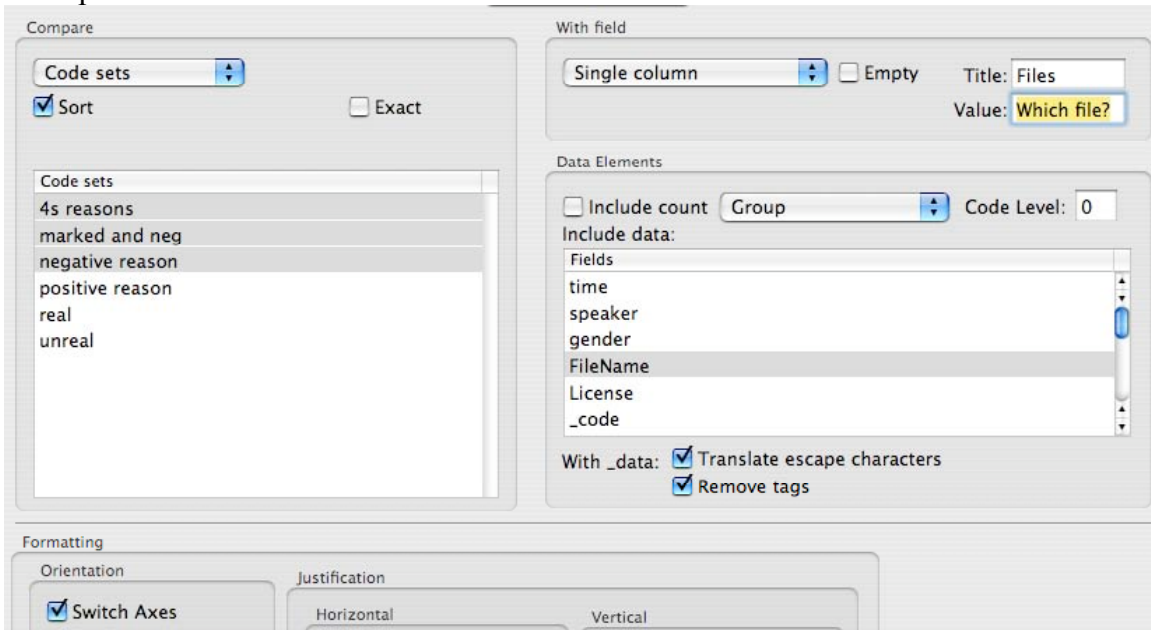 Compare
Code sets
Sort
Exact
Code sets
4s reasons
marked and neg
negative reason
positive reason
real
unreal
With field
Single column
Empty
Title: Files
Value: Which file?
Data Elements
Include count
Group
Code Level: 0
Include data:
Fields
time
speaker
gender
FileName
License
_code
With _data:
Translate escape characters
Remove tags
Formatting
Orientation
Switch Axes
Justification
Horizontal
Vertical